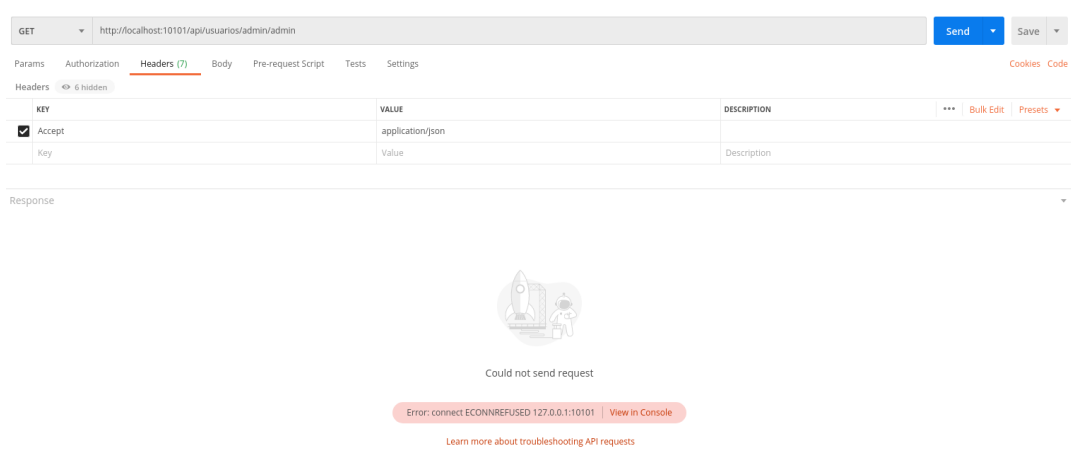 GET http://localhost:10101/api/usuarios/admin/admin Send Save
Params Authorization Headers (7) Body Pre-request Script Tests Settings Cookies Code
Headers 6 hidden
KEY VALUE DESCRIPTION ••• Bulk Edit Presets
Accept application/json
Key Value Description
Response
Could not send request
Error: connect ECONNREFUSED 127.0.0.1:10101 View in Console
Learn more about troubleshooting API requests